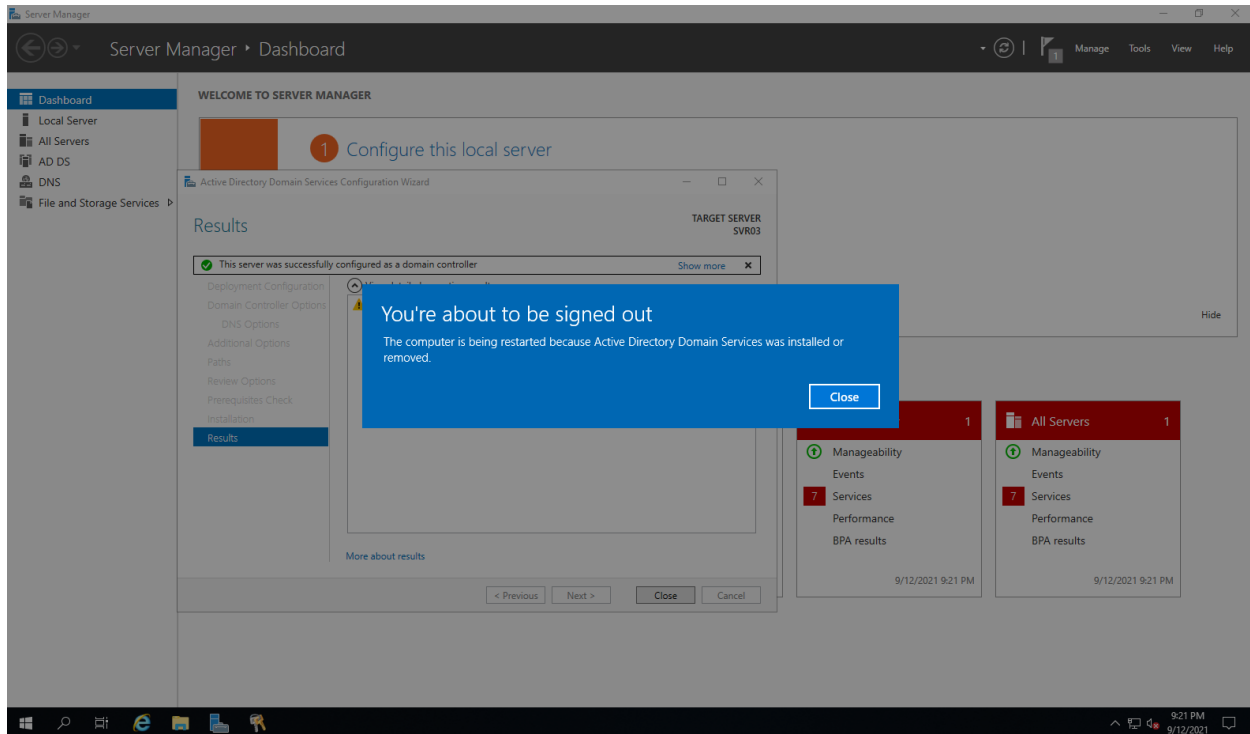 Server Manager
Server Manager • Dashboard
1
Manage
Tools
View
Help
Dashboard
Local Server
All Servers
AD DS
DNS
File and Storage Services
WELCOME TO SERVER MANAGER
1
Configure this local server
Hide
Active Directory Domain Services Configuration Wizard
Results
TARGET SERVER
SVR03
This server was successfully configured as a domain controller
Show more
Deployment Configuration
Domain Controller Options
DNS Options
Additional Options
Paths
Review Options
Prerequisites Check
Installation
Results
You're about to be signed out
The computer is being restarted because Active Directory Domain Services was installed or
removed.
Close
More about results
< Previous
Next >
Close
Cancel
1
Manageability
Events
7 Services
Performance
BPA results
9/12/2021 9:21 PM
All Servers 1
Manageability
Events
7 Services
Performance
BPA results
9/12/2021 9:21 PM
9:21 PM
9/12/2021